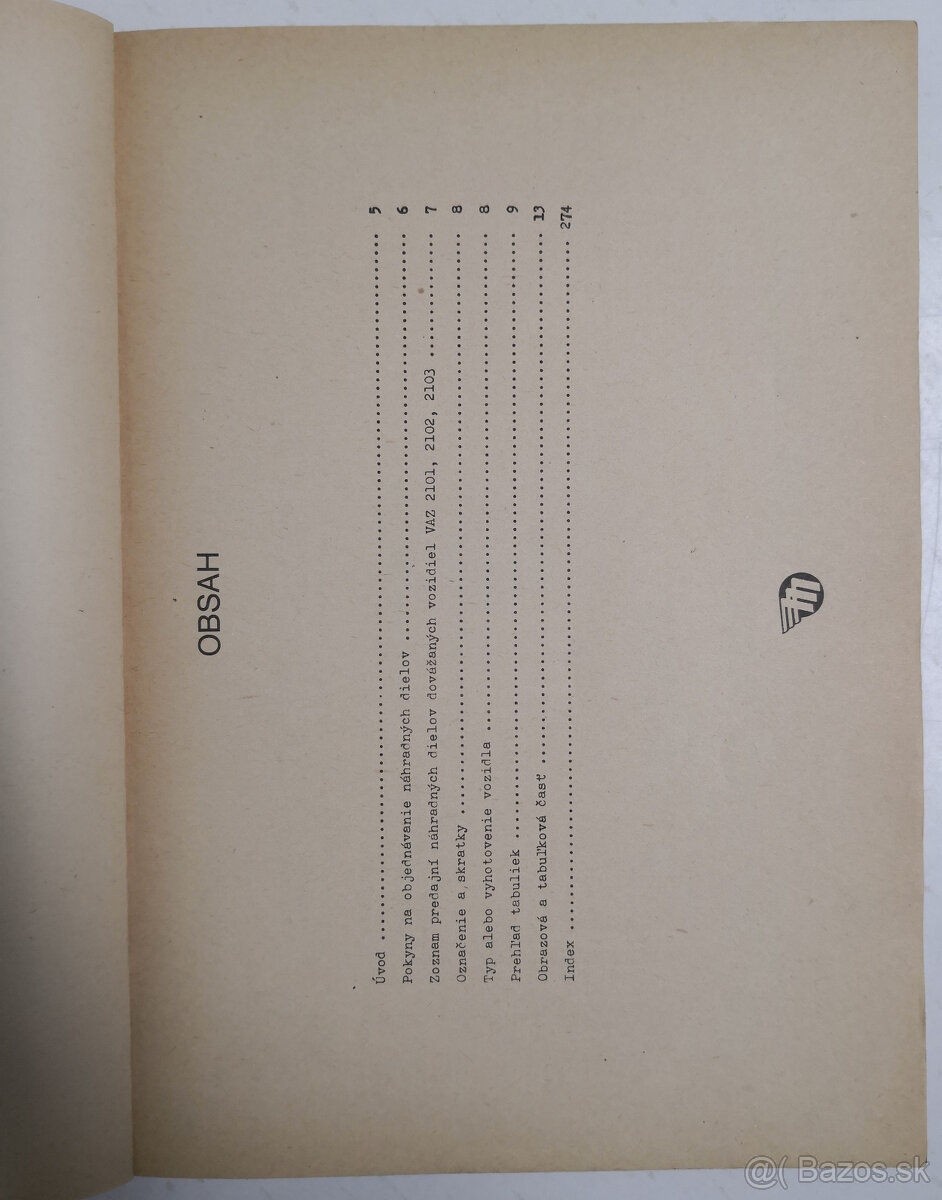 OBSAH
Úvod ........ 5
Pokyny na objednávanie náhradných dielov ........ 6
Zoznam predajní náhradných dielov dovážaných vozidiel VAZ 2101, 2102, 2103 ........ 7
Označenie a skratky ........ 8
Typ alebo vyhotovenie vozidla ........ 8
Prehľad tabuliek ........ 9
Obrazová a tabuľková časť ........ 13
Index ........ 274
@( Bazos.sk